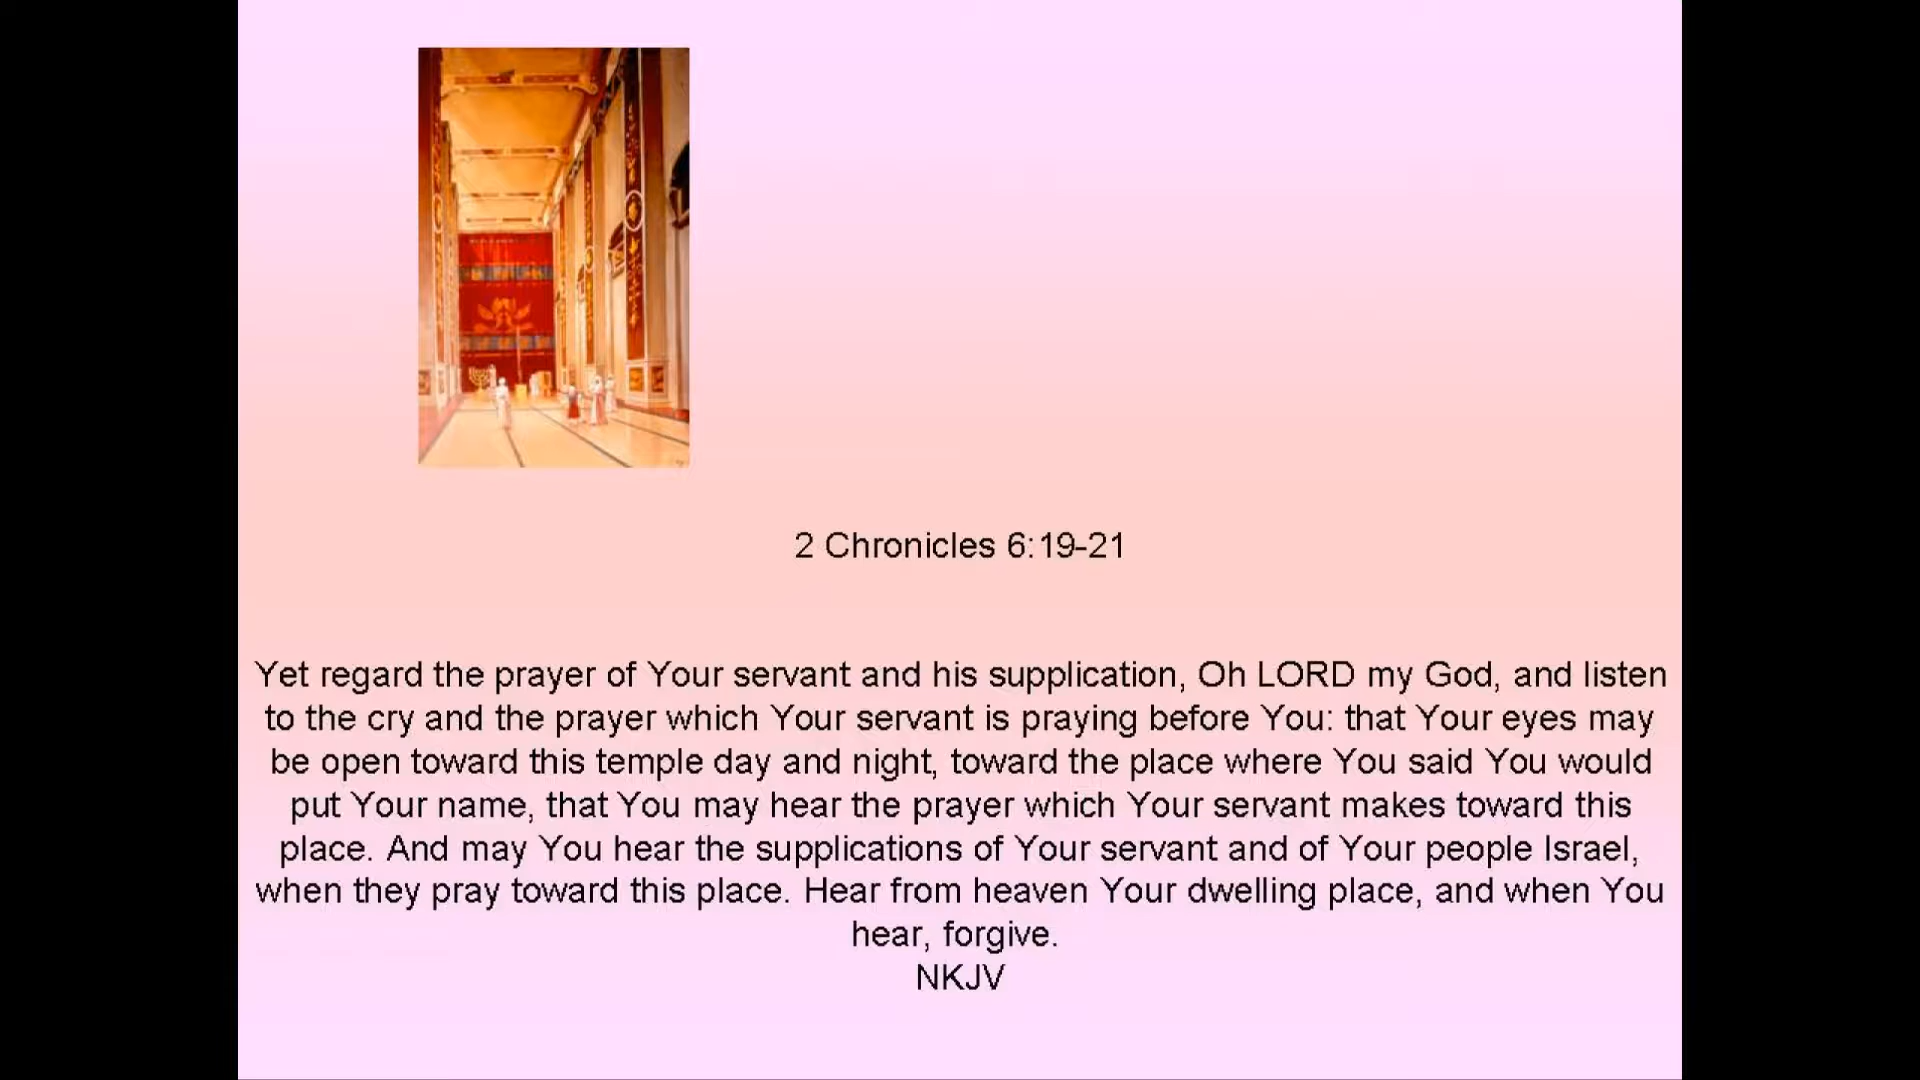 2 Chronicles 6:19-21
Yet regard the prayer of Your servant and his supplication, Oh LORD my God, and listen
to the cry and the prayer which Your servant is praying before You: that Your eyes may
be open toward this temple day and night, toward the place where You said You would
put Your name, that You may hear the prayer which Your servant makes toward this
place. And may You hear the supplications of Your servant and of Your people Israel,
when they pray toward this place. Hear from heaven Your dwelling place, and when You
hear, forgive.
NKJV